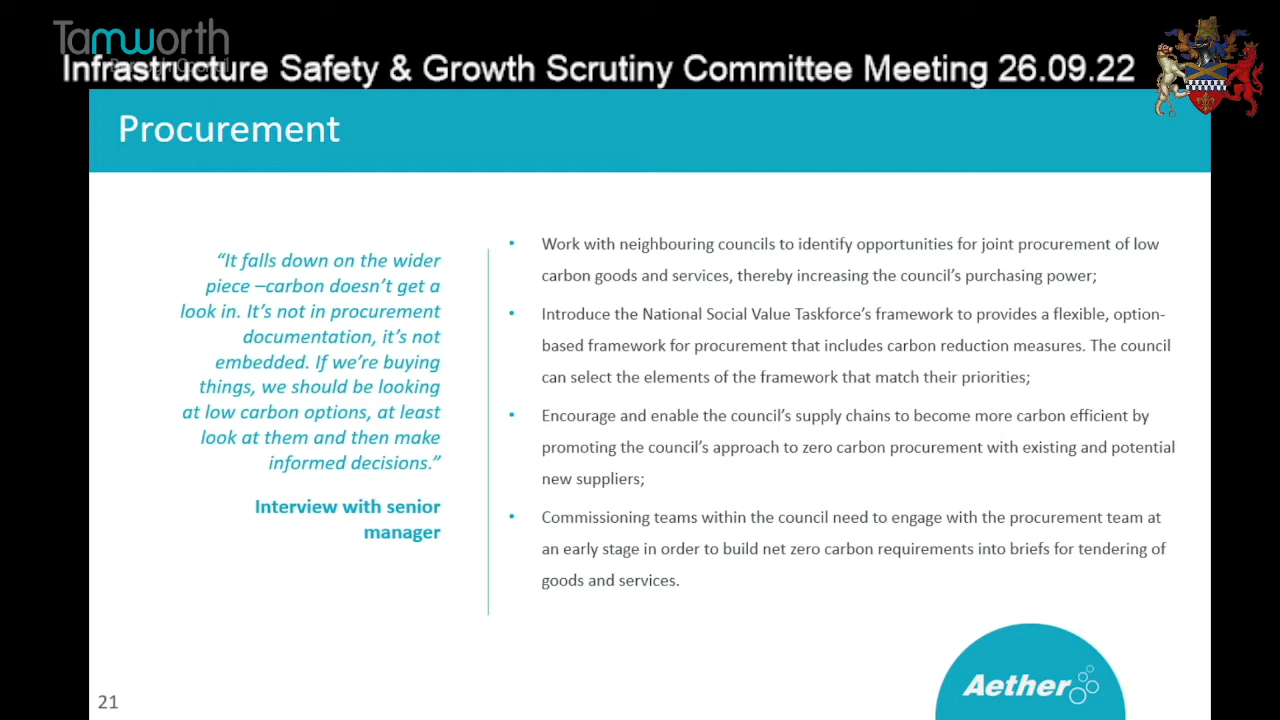 Tamworth
Borough Council
Infrastructure Safety & Growth Scrutiny Committee Meeting 26.09.22
Procurement
“It falls down on the wider
piece –carbon doesn’t get a
look in. It’s not in procurement
documentation, it’s not
embedded. If we’re buying
things, we should be looking
at low carbon options, at least
look at them and then make
informed decisions.”
Interview with senior
manager
• Work with neighbouring councils to identify opportunities for joint procurement of low
carbon goods and services, thereby increasing the council’s purchasing power;
• Introduce the National Social Value Taskforce’s framework to provides a flexible, option-
based framework for procurement that includes carbon reduction measures. The council
can select the elements of the framework that match their priorities;
• Encourage and enable the council’s supply chains to become more carbon efficient by
promoting the council’s approach to zero carbon procurement with existing and potential
new suppliers;
• Commissioning teams within the council need to engage with the procurement team at
an early stage in order to build net zero carbon requirements into briefs for tendering of
goods and services.
Aether
21